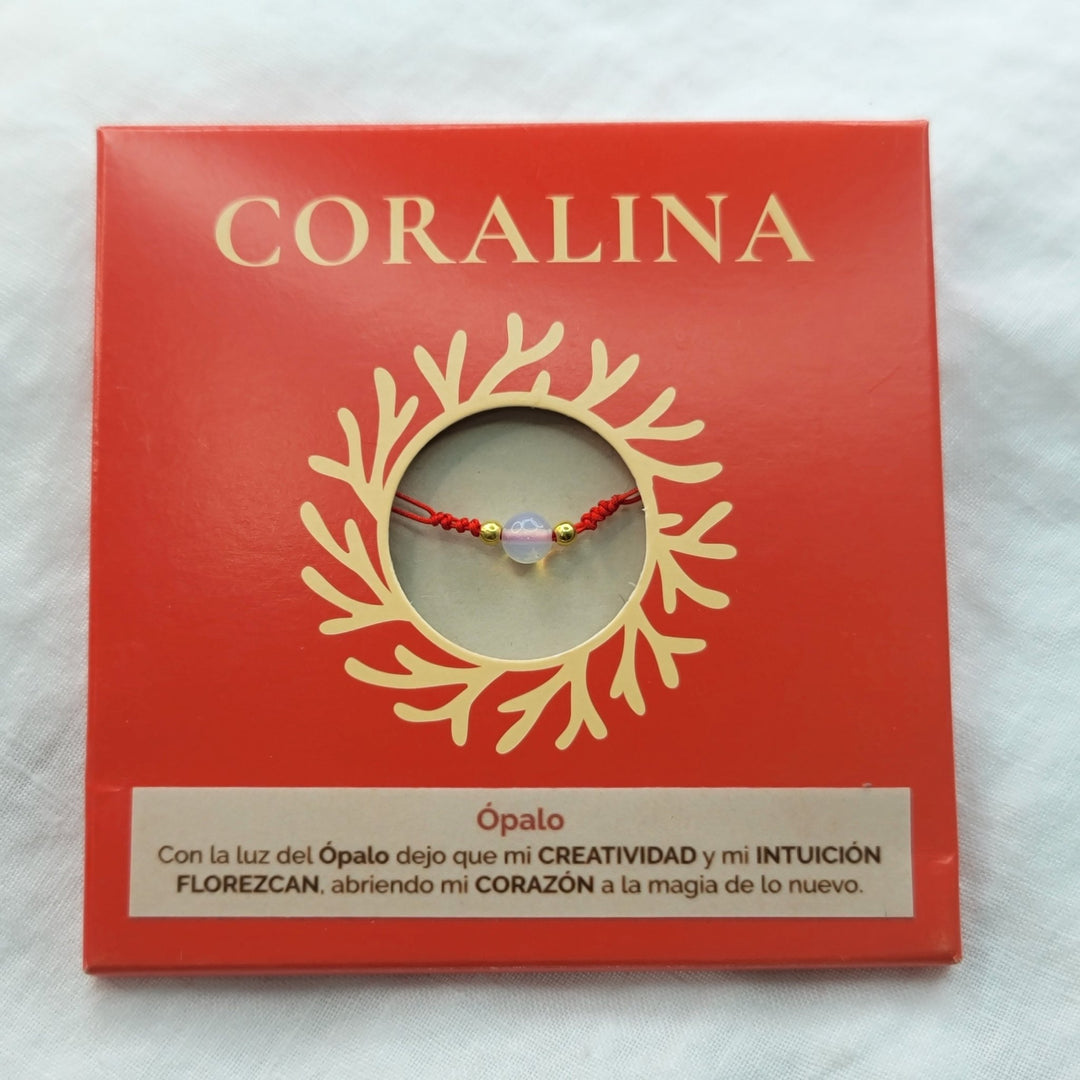 CORALINA
Ópalo
Con la luz del Ópalo dejo que mi CREATIVIDAD y mi INTUICIÓN
FLOREZCAN, abriendo mi CORAZÓN a la magia de lo nuevo.